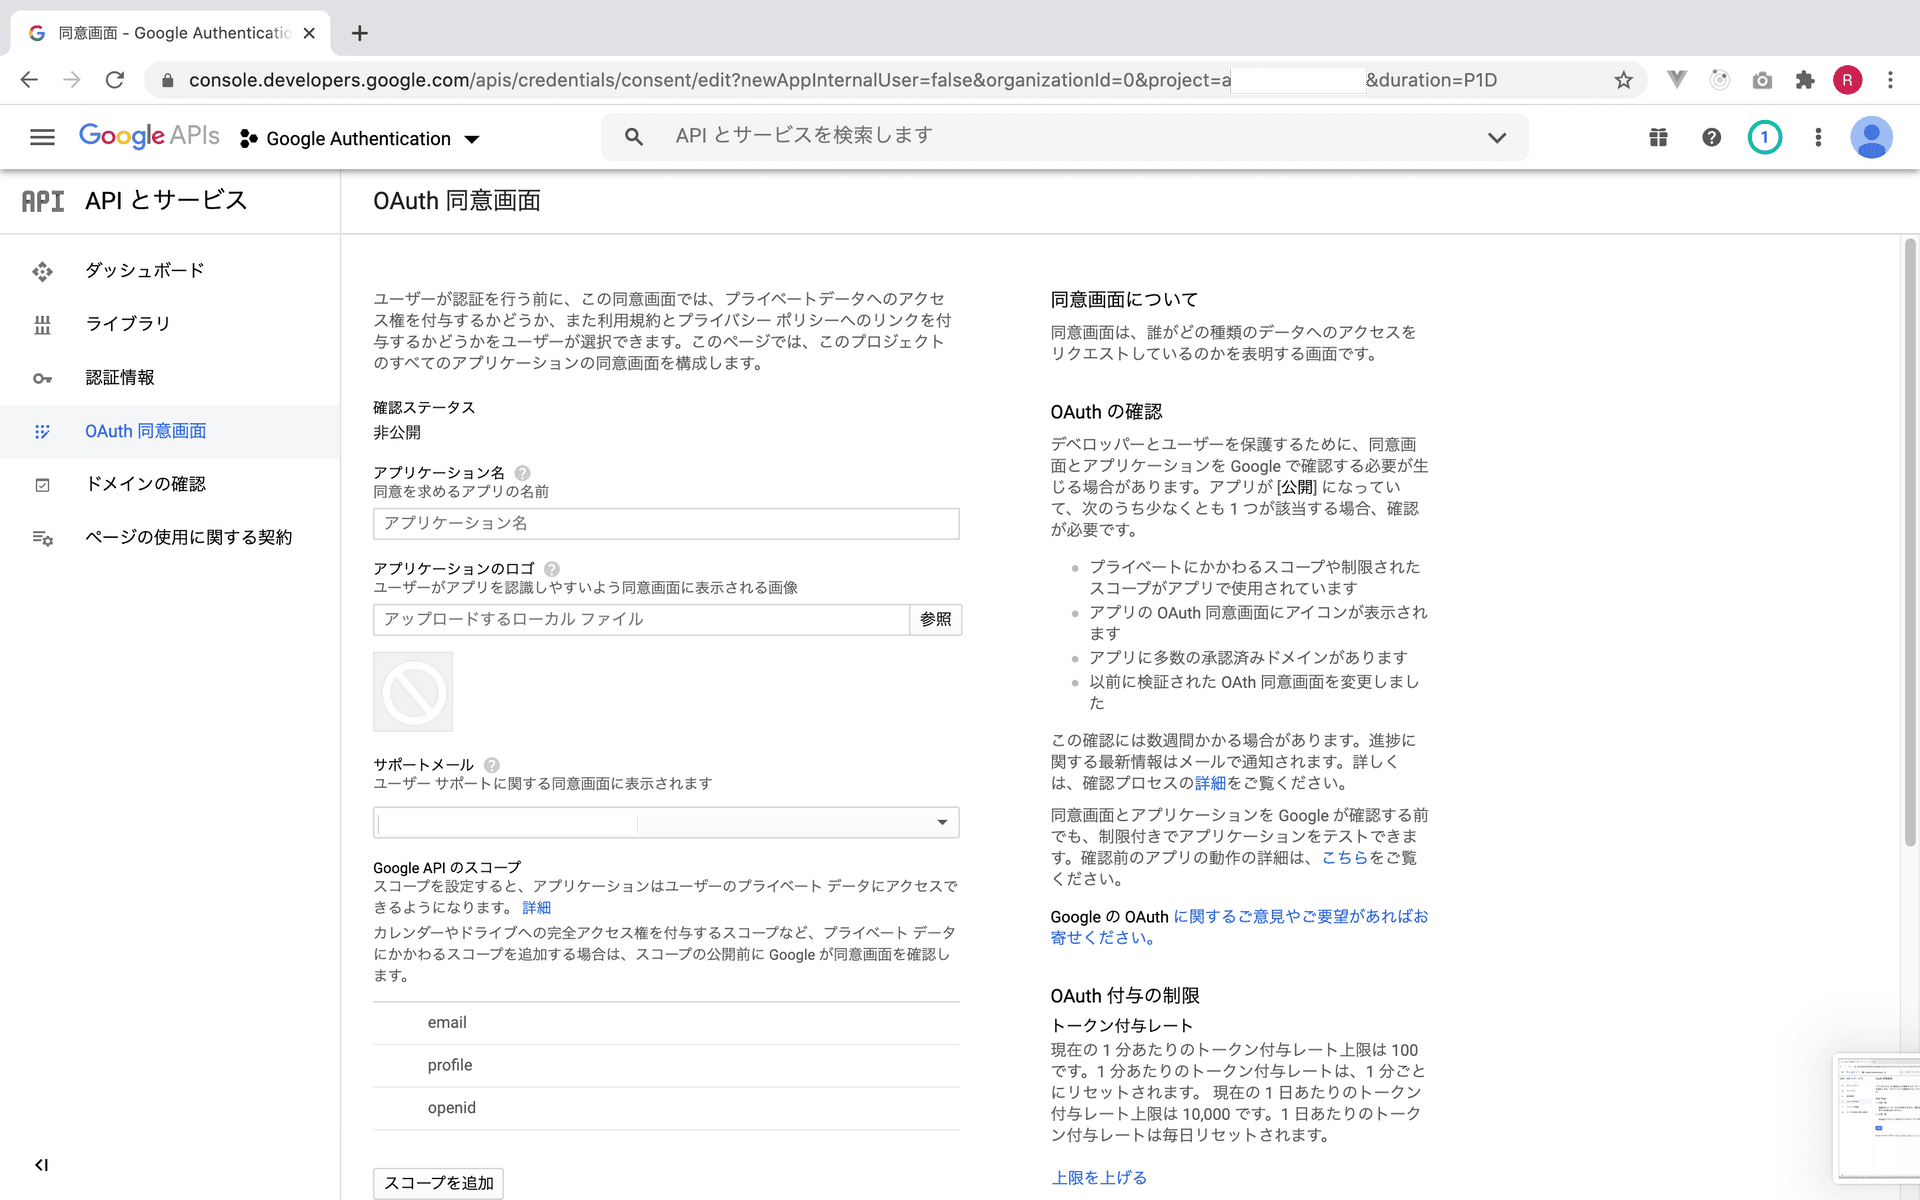 同意画面 - Google Authenticatio
console.developers.google.com/apis/credentials/consent/edit?newAppInternalUser=false&organizationId=0&project=a &duration=P1D
R
Google APIs
Google Authentication
API とサービスを検索します
1
API API とサービス
OAuth 同意画面
ダッシュボード
ライブラリ
認証情報
OAuth 同意画面
ドメインの確認
ページの使用に関する契約
ユーザーが認証を行う前に、この同意画面では、プライベートデータへのアクセ
ス権を付与するかどうか、また利用規約とプライバシー ポリシーへのリンクを付
与するかどうかをユーザーが選択できます。このページでは、このプロジェクト
のすべてのアプリケーションの同意画面を構成します。
確認ステータス
非公開
アプリケーション名
同意を求めるアプリの名前
アプリケーション名
アプリケーションのロゴ
ユーザーがアプリを認識しやすいよう同意画面に表示される画像
アップロードするローカル ファイル
参照
サポートメール
ユーザー サポートに関する同意画面に表示されます
Google API のスコープ
スコープを設定すると、アプリケーションはユーザーのプライベート データにアクセスで
きるようになります。 詳細
カレンダーやドライブへの完全アクセス権を付与するスコープなど、プライベート データ
にかかわるスコープを追加する場合は、スコープの公開前に Google が同意画面を確認し
ます。
email
profile
openid
スコープを追加
同意画面について
同意画面は、誰がどの種類のデータへのアクセスを
リクエストしているのかを表明する画面です。
OAuth の確認
デベロッパーとユーザーを保護するために、同意画
面とアプリケーションを Google で確認する必要が生
じる場合があります。アプリが [公開] になってい
て、次のうち少なくとも 1 つが該当する場合、確認
が必要です。
プライベートにかかわるスコープや制限された
スコープがアプリで使用されています
アプリの OAuth 同意画面にアイコンが表示され
ます
アプリに多数の承認済みドメインがあります
以前に検証された OAth 同意画面を変更しまし
た
この確認には数週間かかる場合があります。進捗に
関する最新情報はメールで通知されます。詳しく
は、確認プロセスの詳細をご覧ください。
同意画面とアプリケーションを Google が確認する前
でも、制限付きでアプリケーションをテストできま
す。確認前のアプリの動作の詳細は、こちらをご覧
ください。
Google の OAuth に関するご意見やご要望があればお
寄せください。
OAuth 付与の制限
トークン付与レート
現在の 1 分あたりのトークン付与レート上限は 100
です。1 分あたりのトークン付与レートは、1 分ごと
にリセットされます。 現在の 1 日あたりのトークン
付与レート上限は 10,000 です。1 日あたりのトーク
ン付与レートは毎日リセットされます。
上限を上げる